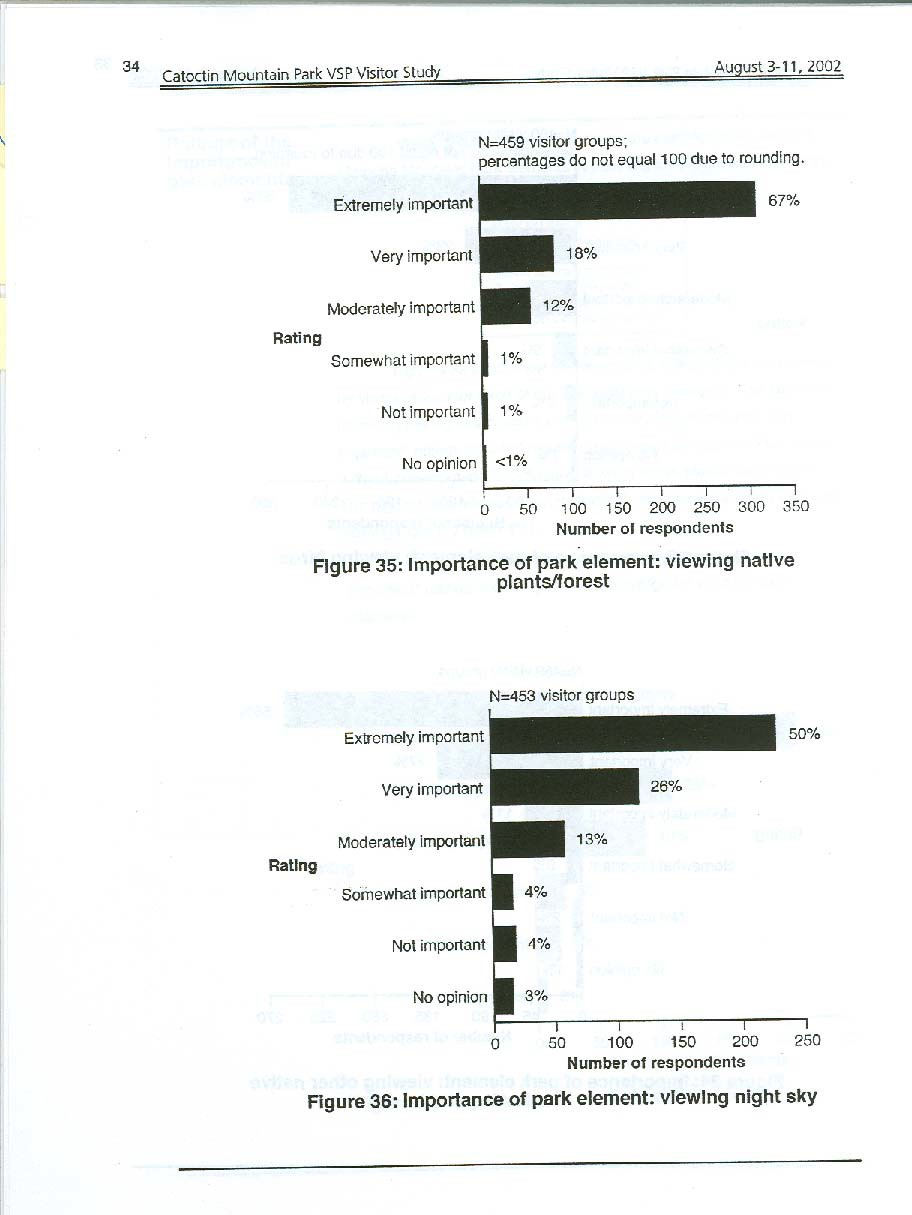 34 Catoctin Mountain Park VSP Visitor Study August 3-11, 2002
N=459 visitor groups;
percentages do not equal 100 due to rounding.
Extremely important 67%
Very important 18%
Moderately important 12%
Rating
Somewhat important 1%
Not important 1%
No opinion <1%
0 50 100 150 200 250 300 350
Number of respondents
Figure 35: Importance of park element: viewing native
plants/forest
N=453 visitor groups
Extremely important 50%
Very important 26%
Moderately important 13%
Rating
Somewhat important 4%
Not important 4%
No opinion 3%
0 50 100 150 200 250
Number of respondents
Figure 36: Importance of park element: viewing night sky